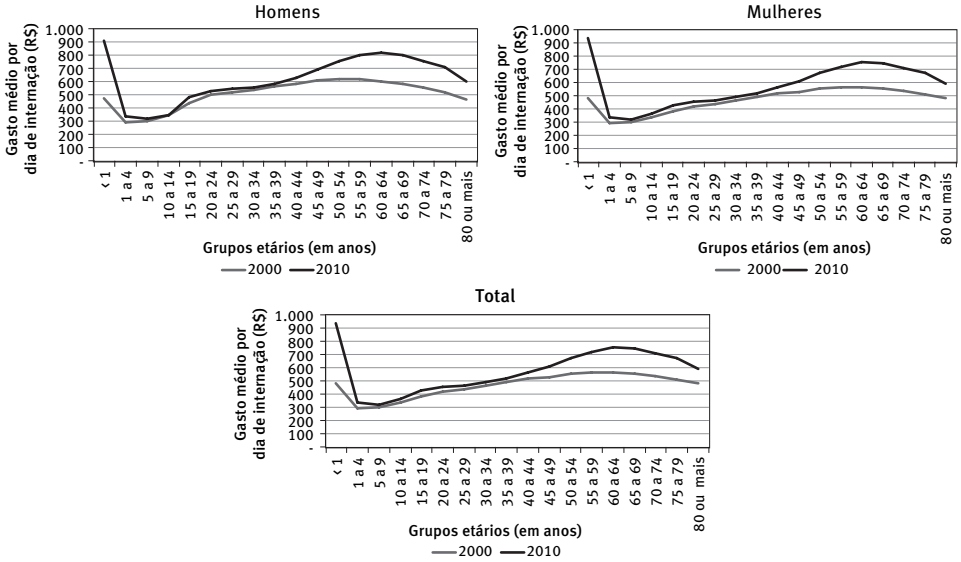 Homens
Gasto médio por
dia de internação (R$)
1.000
900
800
700
600
500
400
300
200
100
-
< 1
1 a 4
5 a 9
10 a 14
15 a 19
20 a 24
25 a 29
30 a 34
35 a 39
40 a 44
45 a 49
50 a 54
55 a 59
60 a 64
65 a 69
70 a 74
75 a 79
80 ou mais
Grupos etários (em anos)
2000 2010
Mulheres
Gasto médio por
dia de internação (R$)
1.000
900
800
700
600
500
400
300
200
100
-
< 1
1 a 4
5 a 9
10 a 14
15 a 19
20 a 24
25 a 29
30 a 34
35 a 39
40 a 44
45 a 49
50 a 54
55 a 59
60 a 64
65 a 69
70 a 74
75 a 79
80 ou mais
Grupos etários (em anos)
2000 2010
Total
Gasto médio por
dia de internação (R$)
1.000
900
800
700
600
500
400
300
200
100
-
< 1
1 a 4
5 a 9
10 a 14
15 a 19
20 a 24
25 a 29
30 a 34
35 a 39
40 a 44
45 a 49
50 a 54
55 a 59
60 a 64
65 a 69
70 a 74
75 a 79
80 ou mais
Grupos etários (em anos)
2000 2010